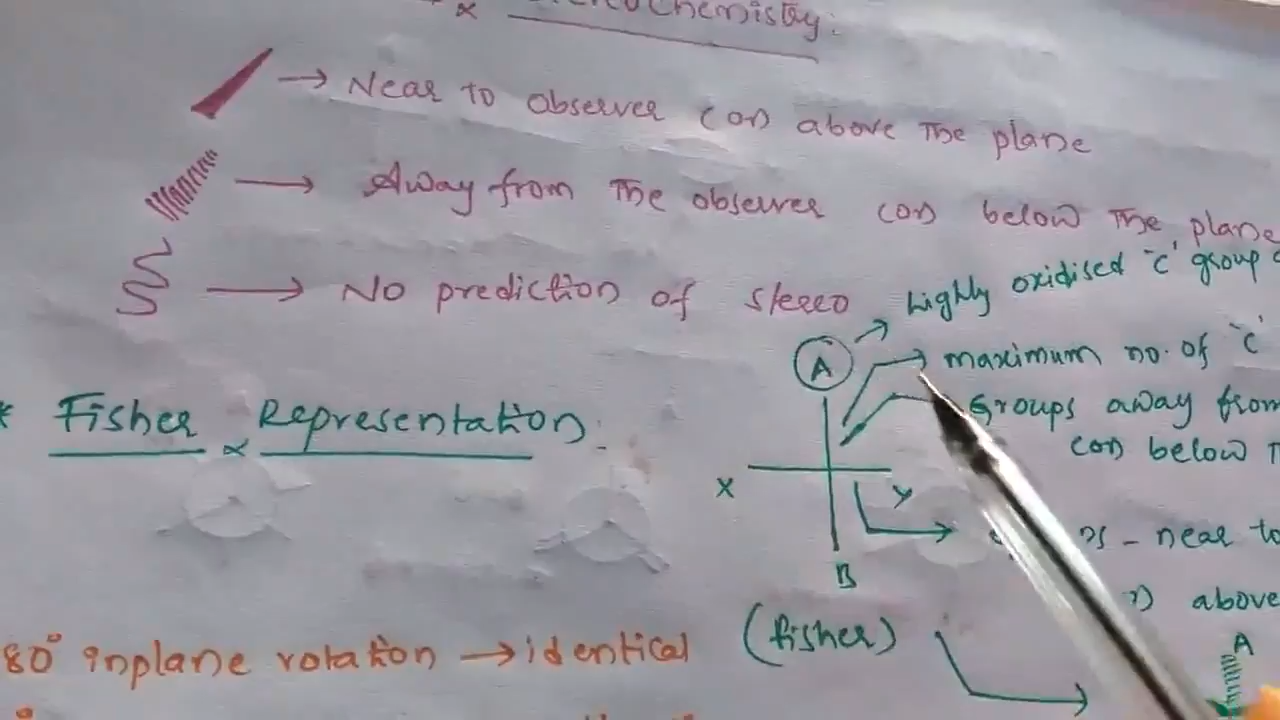 chemistry:
→ Near to observer (or) above the plane
→ Away from the observer (or) below the plane
→ No prediction of stereo
* Fisher Representation:
A
highly oxidised 'c' group
maximum no. of 'c'
Groups away from
(or) below
X
Y
B
near to
above
(fisher)
A
80° inplane rotation → identical